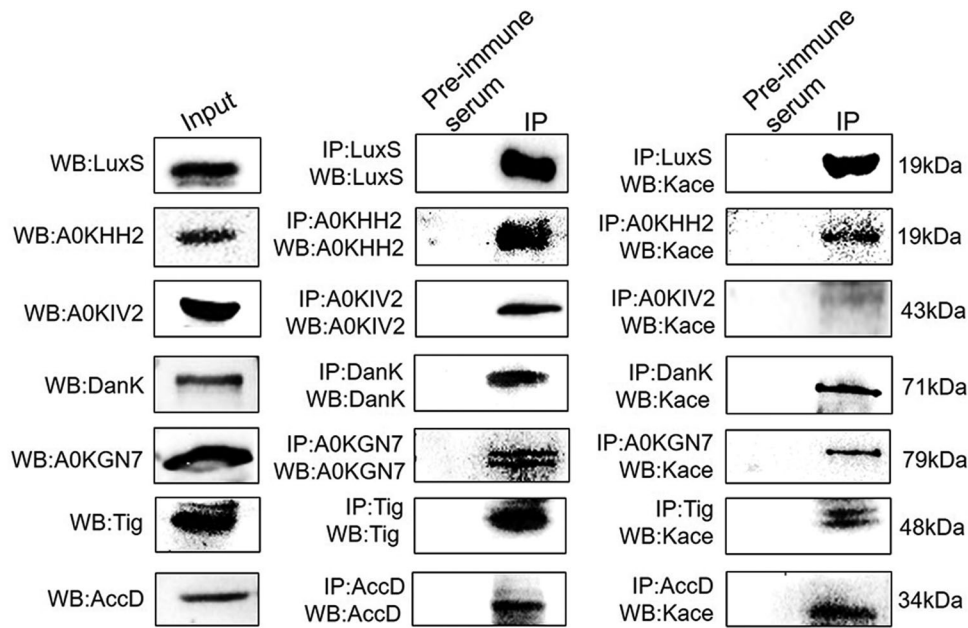 Input
Pre-immune
serum
IP
Pre-immune
serum
IP
WB:LuxS
IP:LuxS
WB:LuxS
IP:LuxS
WB:Kace
19kDa
WB:A0KHH2
IP:A0KHH2
WB:A0KHH2
IP:A0KHH2
WB:Kace
19kDa
WB:A0KIV2
IP:A0KIV2
WB:A0KIV2
IP:A0KIV2
WB:Kace
43kDa
WB:DanK
IP:DanK
WB:DanK
IP:DanK
WB:Kace
71kDa
WB:A0KGN7
IP:A0KGN7
WB:A0KGN7
IP:A0KGN7
WB:Kace
79kDa
WB:Tig
IP:Tig
WB:Tig
IP:Tig
WB:Kace
48kDa
WB:AccD
IP:AccD
WB:AccD
IP:AccD
WB:Kace
34kDa